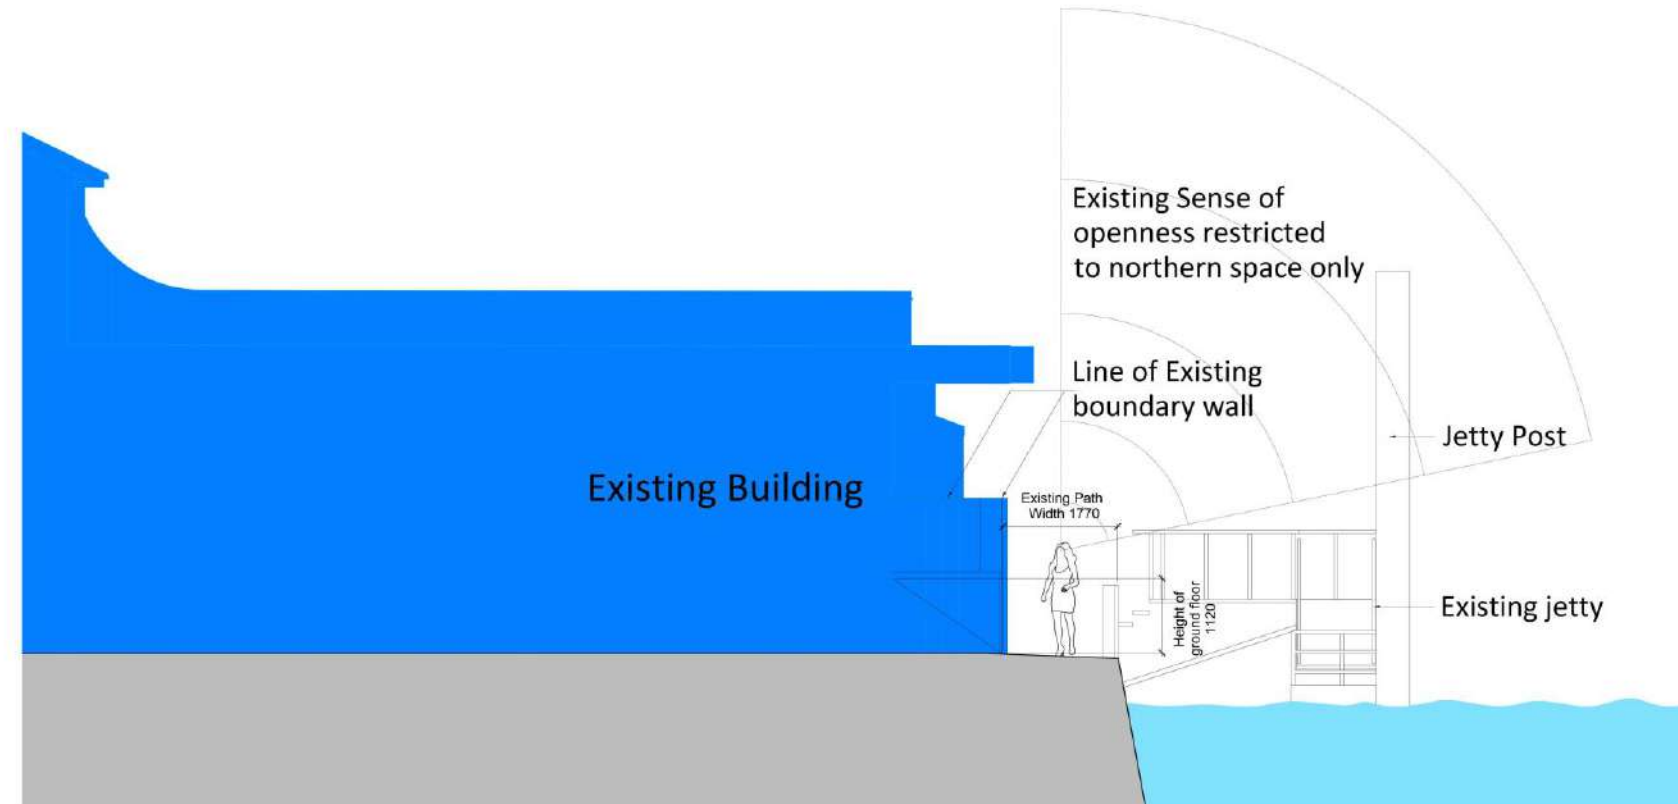 Existing Sense of
openness restricted
to northern space only
Line of Existing
boundary wall
Jetty Post
Existing Building
Existing Path
Width 1770
Height of
ground floor
1120
Existing jetty